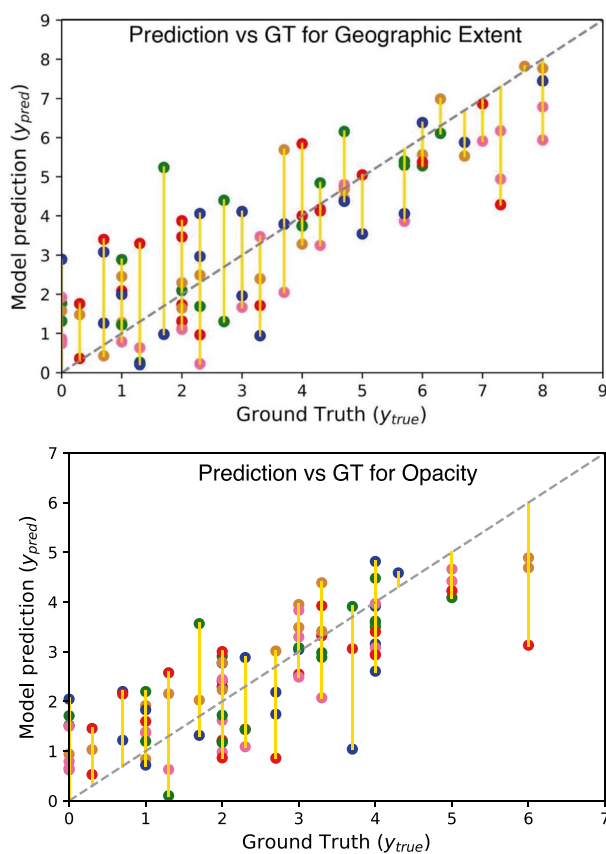 Prediction vs GT for Geographic Extent
Model prediction (y_pred)
9
8
7
6
5
4
3
2
1
0
0 1 2 3 4 5 6 7 8 9
Ground Truth (y_true)
Prediction vs GT for Opacity
Model prediction (y_pred)
7
6
5
4
3
2
1
0
0 1 2 3 4 5 6 7
Ground Truth (y_true)